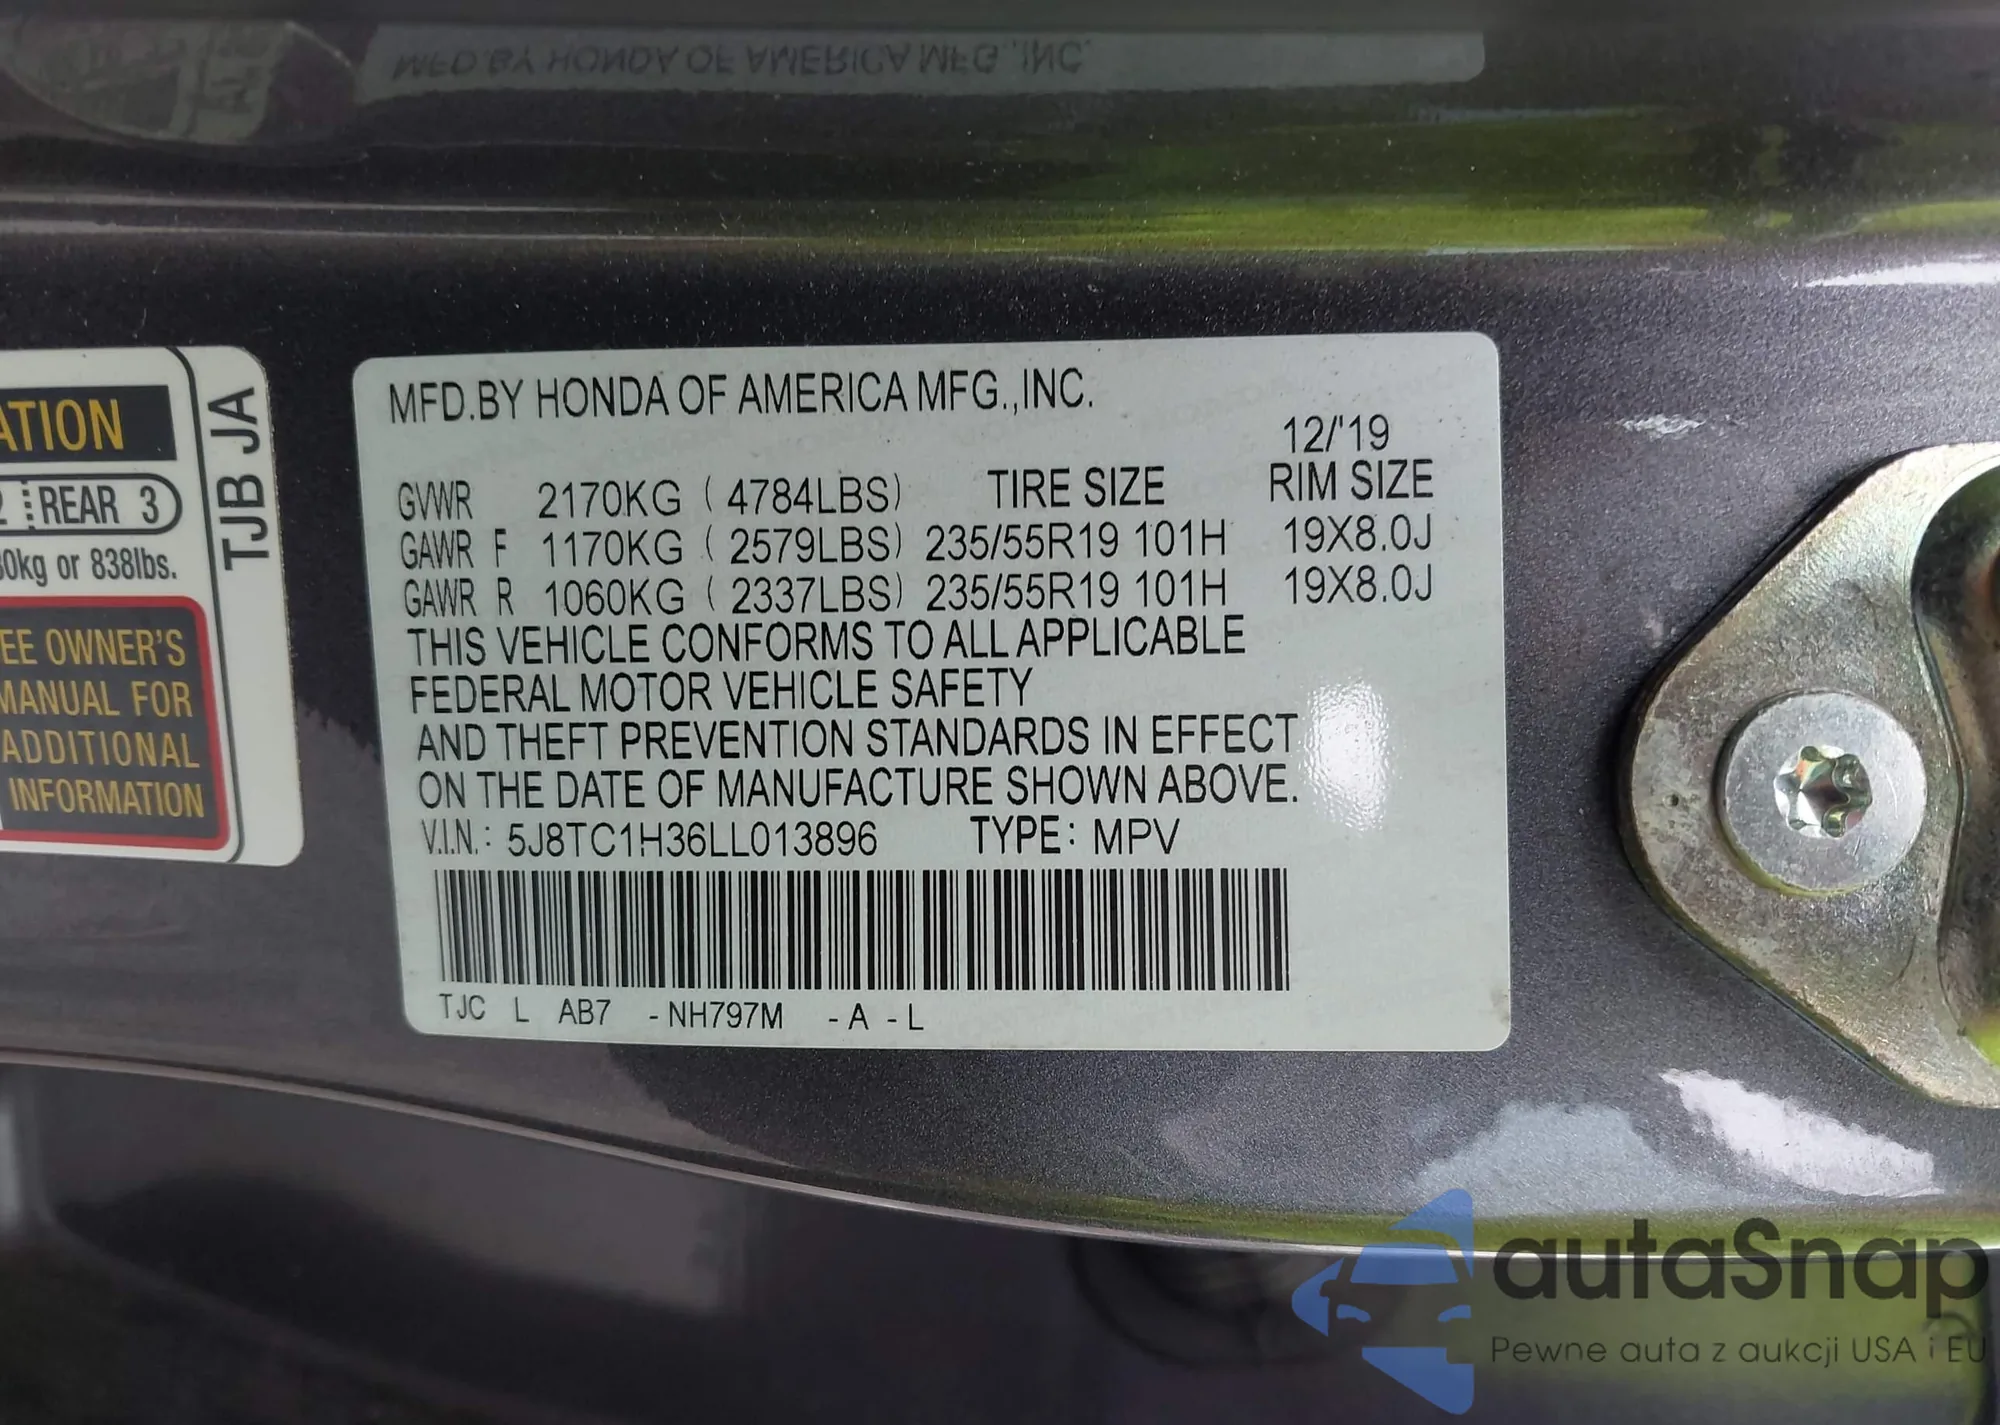 MFD.BY HONDA OF AMERICA MFG.,INC.
ATION
2 REAR 3
80kg or 838lbs.
EE OWNER'S
MANUAL FOR
ADDITIONAL
INFORMATION
TJB JA
MFD.BY HONDA OF AMERICA MFG.,INC.
12/'19
GVWR 2170KG ( 4784LBS) TIRE SIZE RIM SIZE
GAWR F 1170KG ( 2579LBS) 235/55R19 101H 19X8.0J
GAWR R 1060KG ( 2337LBS) 235/55R19 101H 19X8.0J
THIS VEHICLE CONFORMS TO ALL APPLICABLE
FEDERAL MOTOR VEHICLE SAFETY
AND THEFT PREVENTION STANDARDS IN EFFECT
ON THE DATE OF MANUFACTURE SHOWN ABOVE.
V.I.N.: 5J8TC1H36LL013896 TYPE: MPV
TJC L AB7 -NH797M -A -L
autaSnap
Pewne auta z aukcji USA i EU